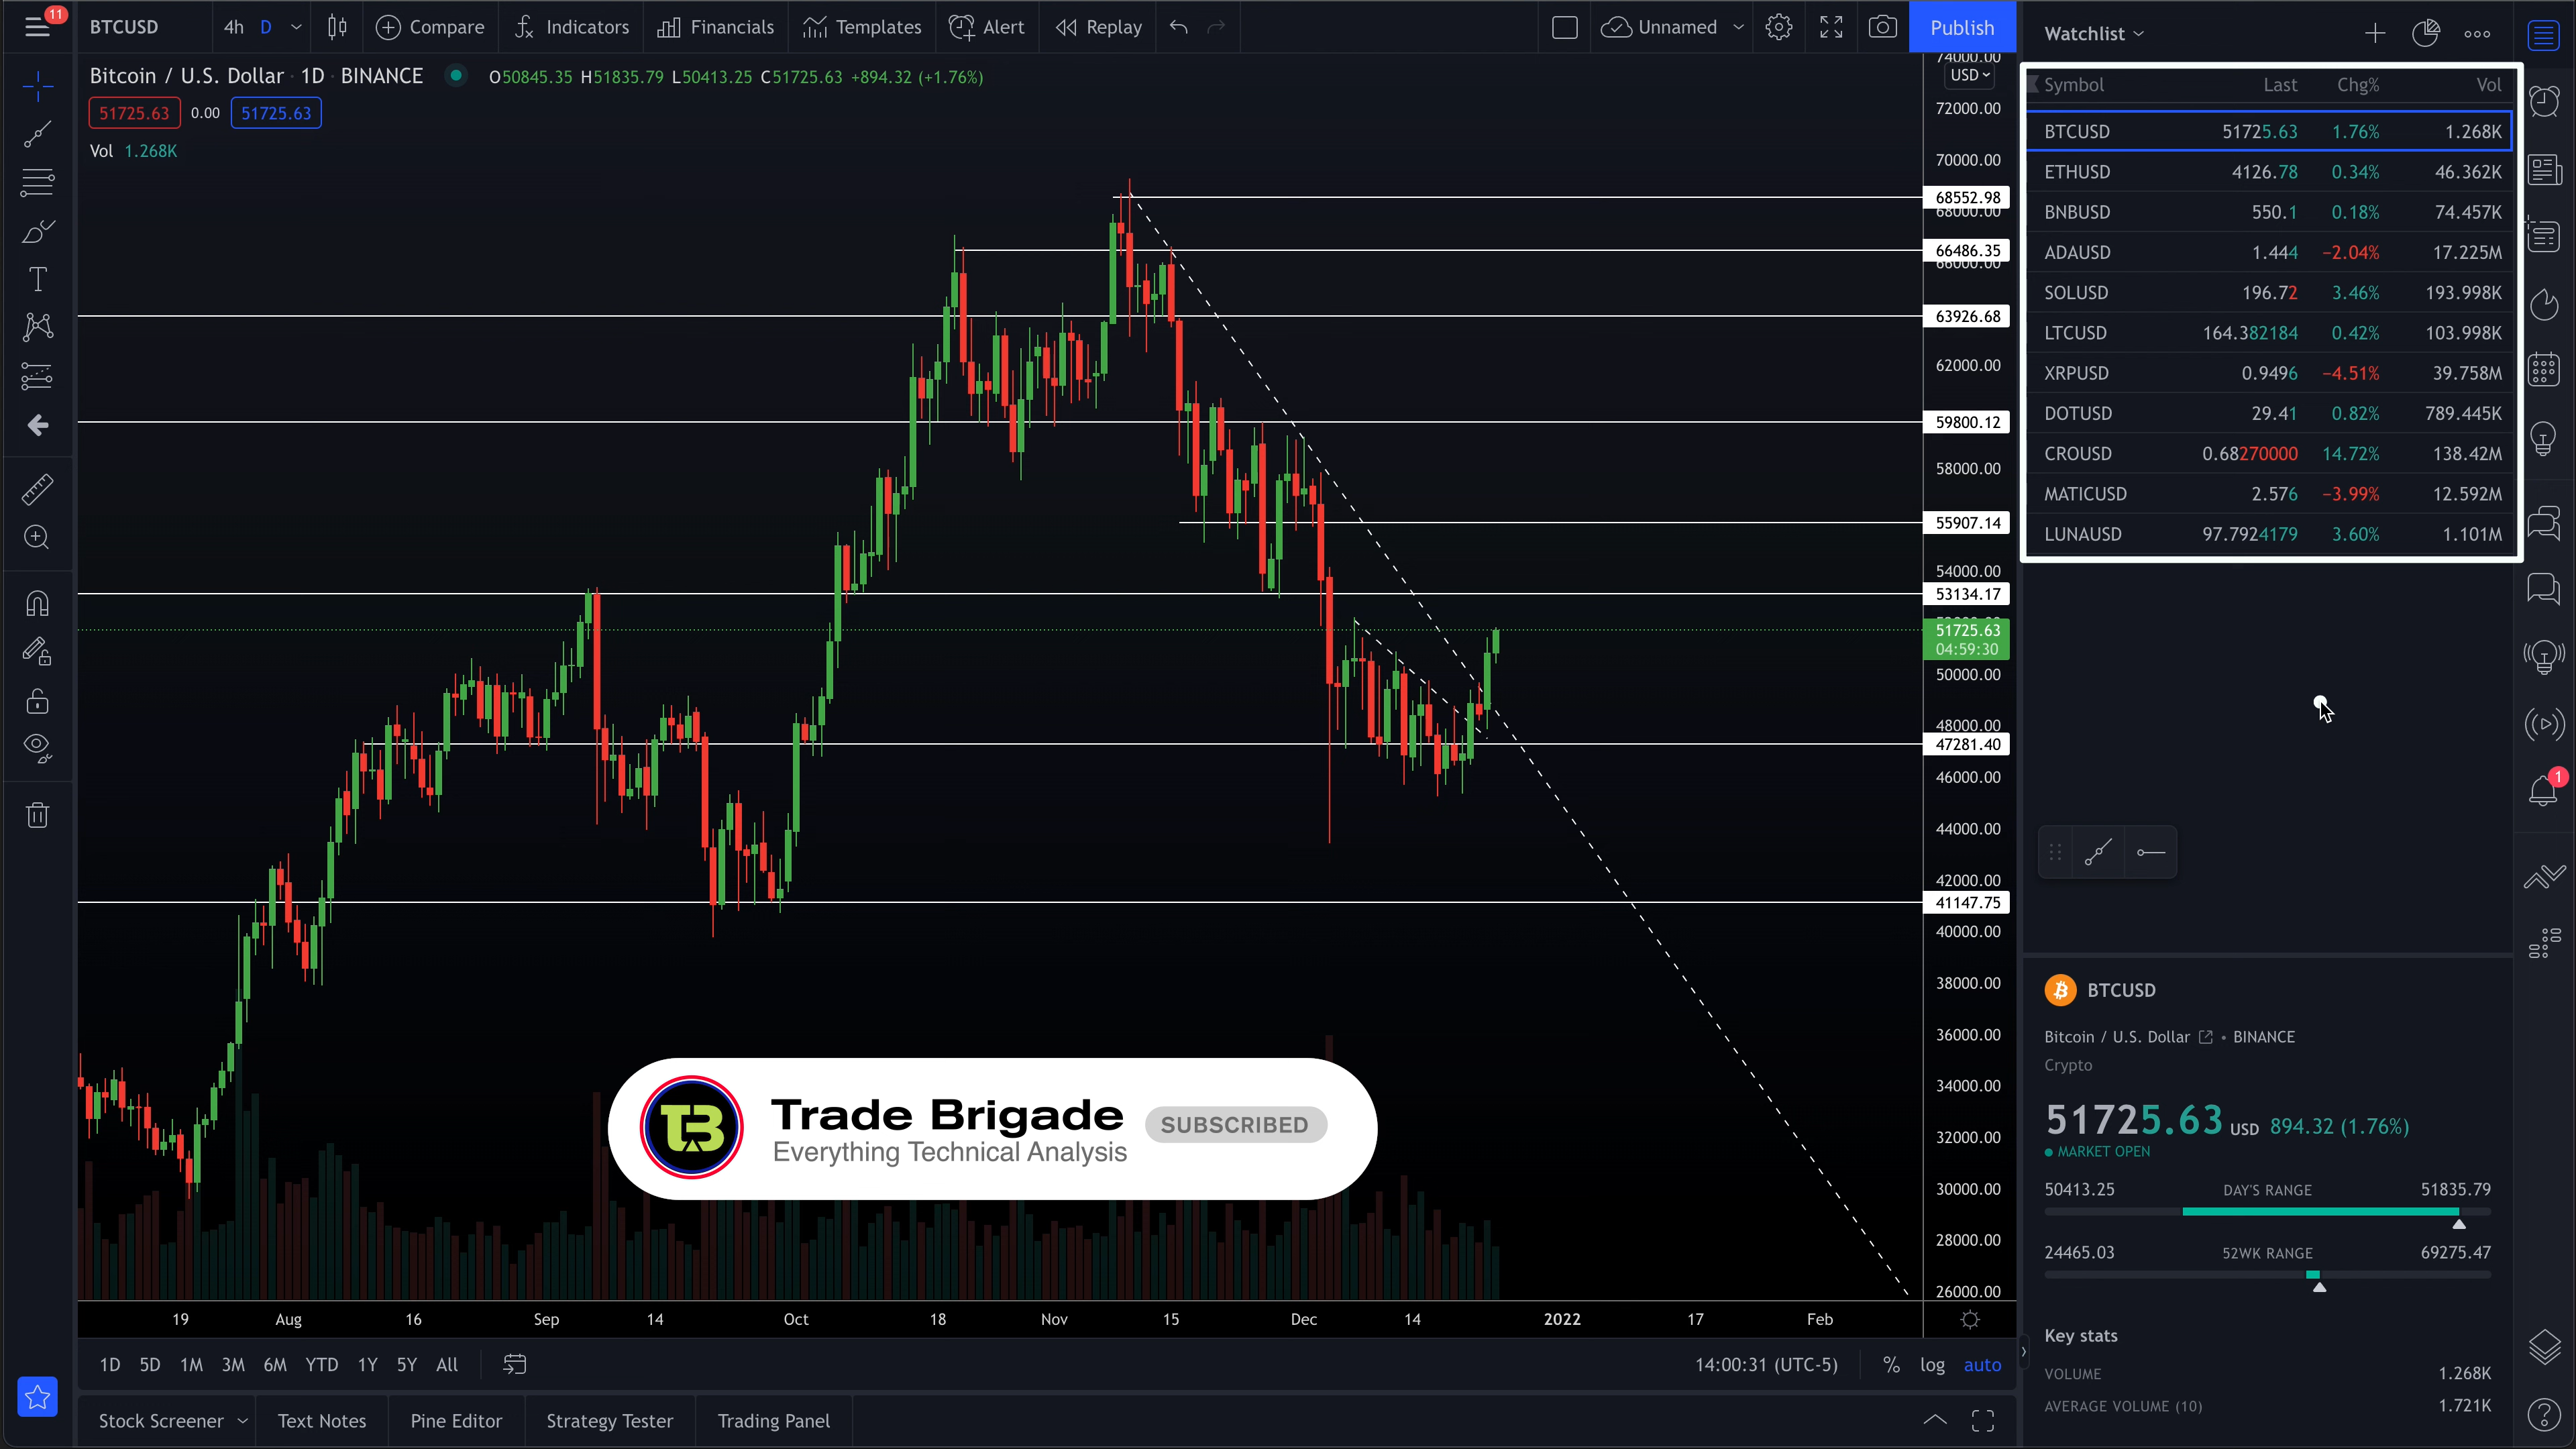 11
BTCUSD 4h D Compare Indicators Financials Templates Alert Replay Unnamed Publish
Bitcoin / U.S. Dollar · 1D · BINANCE O50845.35 H51835.79 L50413.25 C51725.63 +894.32 (+1.76%)
51725.63 0.00 51725.63
Vol 1.268K
74000.00
USD
72000.00
70000.00
68552.98
68000.00
66486.35
66000.00
63926.68
62000.00
59800.12
58000.00
55907.14
54000.00
53134.17
51725.63
04:59:30
50000.00
48000.00
47281.40
46000.00
44000.00
42000.00
41147.75
40000.00
38000.00
36000.00
34000.00
32000.00
30000.00
28000.00
26000.00
Trade Brigade SUBSCRIBED
Everything Technical Analysis
19 Aug 16 Sep 14 Oct 18 Nov 15 Dec 14 2022 17 Feb
1D 5D 1M 3M 6M YTD 1Y 5Y All 14:00:31 (UTC-5) % log auto
Stock Screener Text Notes Pine Editor Strategy Tester Trading Panel
Watchlist
Symbol Last Chg% Vol
BTCUSD 51725.63 1.76% 1.268K
ETHUSD 4126.78 0.34% 46.362K
BNBUSD 550.1 0.18% 74.457K
ADAUSD 1.444 −2.04% 17.225M
SOLUSD 196.72 3.46% 193.998K
LTCUSD 164.382184 0.42% 103.998K
XRPUSD 0.9496 −4.51% 39.758M
DOTUSD 29.41 0.82% 789.445K
CROUSD 0.68270000 14.72% 138.42M
MATICUSD 2.576 −3.99% 12.592M
LUNAUSD 97.7924179 3.60% 1.101M
1
BTCUSD
Bitcoin / U.S. Dollar • BINANCE
Crypto
51725.63 USD 894.32 (1.76%)
MARKET OPEN
50413.25 DAY'S RANGE 51835.79
24465.03 52WK RANGE 69275.47
Key stats
VOLUME 1.268K
AVERAGE VOLUME (10) 1.721K